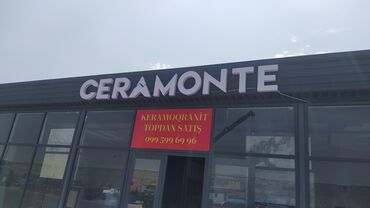 CERAMONTE
KERAMOQRANİT
TOPDAN SATIŞ
099 599 69 96